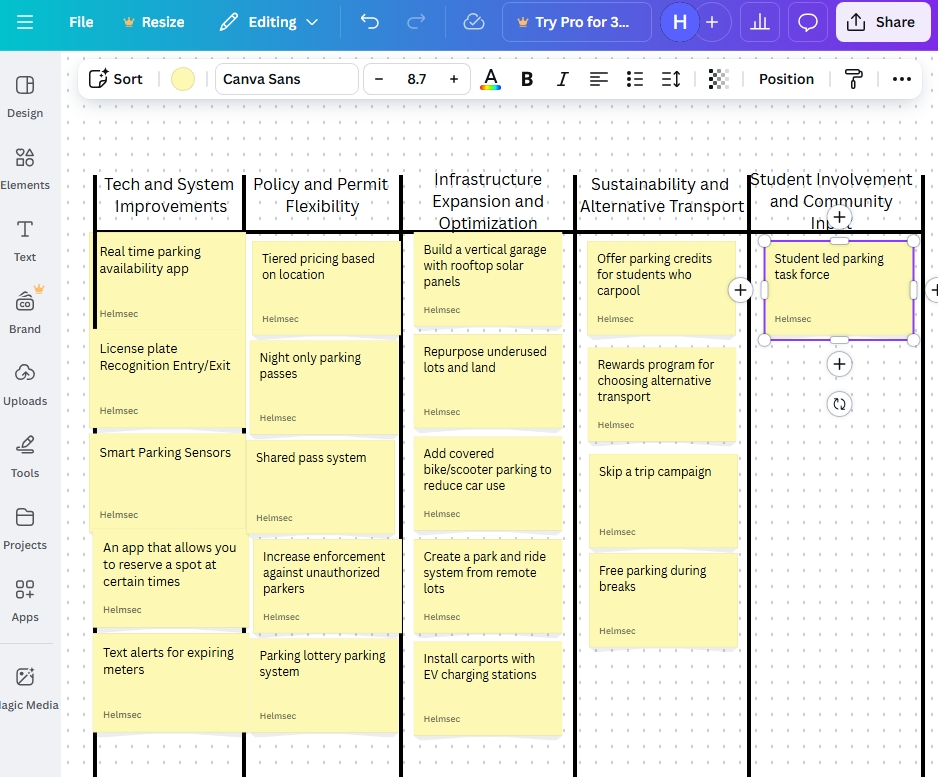 File
Resize
Editing
Try Pro for 3...
H
Share
Sort
Canva Sans
– 8.7 +
A
B
I
Position
Design
Elements
Text
Brand
Uploads
Tools
Projects
Apps
agic Media
Tech and System
Improvements
Real time parking
availability app
Helmsec
License plate
Recognition Entry/Exit
Helmsec
Smart Parking Sensors
Helmsec
An app that allows you
to reserve a spot at
certain times
Helmsec
Text alerts for expiring
meters
Helmsec
Policy and Permit
Flexibility
Tiered pricing based
on location
Night only parking
passes
Helmsec
Shared pass system
Helmsec
Increase enforcement
against unauthorized
parkers
Helmsec
Parking lottery parking
system
Helmsec
Infrastructure
Expansion and
Optimization
Build a vertical garage
with rooftop solar
panels
Helmsec
Repurpose underused
lots and land
Helmsec
Add covered
bike/scooter parking to
reduce car use
Helmsec
Create a park and ride
system from remote
lots
Helmsec
Install carports with
EV charging stations
Helmsec
Sustainability and
Alternative Transport
Offer parking credits
for students who
carpool
Helmsec
Rewards program for
choosing alternative
transport
Helmsec
Skip a trip campaign
Helmsec
Free parking during
breaks
Helmsec
Student Involvement
and Community
Input
Student led parking
task force
Helmsec